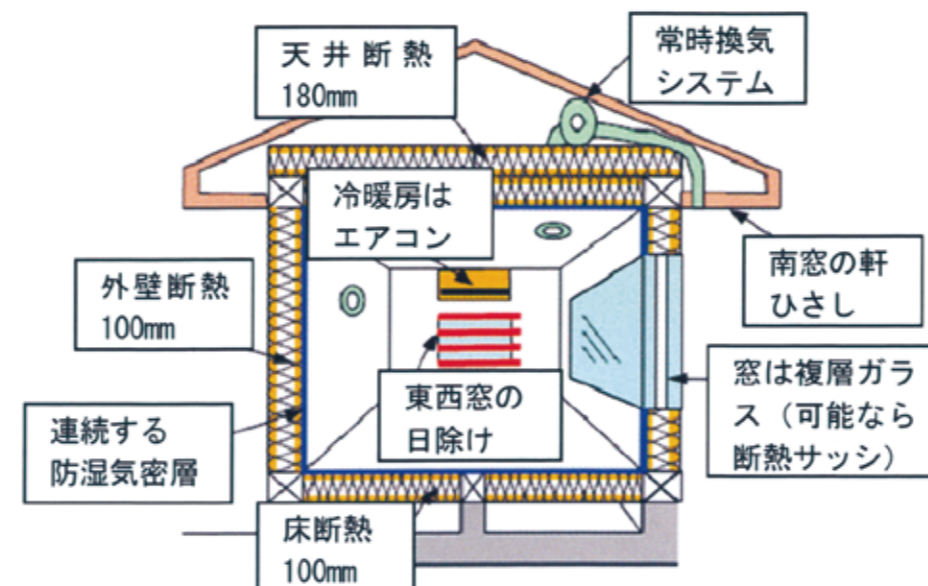 天井断熱
180mm
常時換気
システム
冷暖房は
エアコン
南窓の軒
ひさし
外壁断熱
100mm
窓は複層ガラ
ス（可能なら
断熱サッシ）
東西窓の
日除け
連続する
防湿気密層
床断熱
100mm